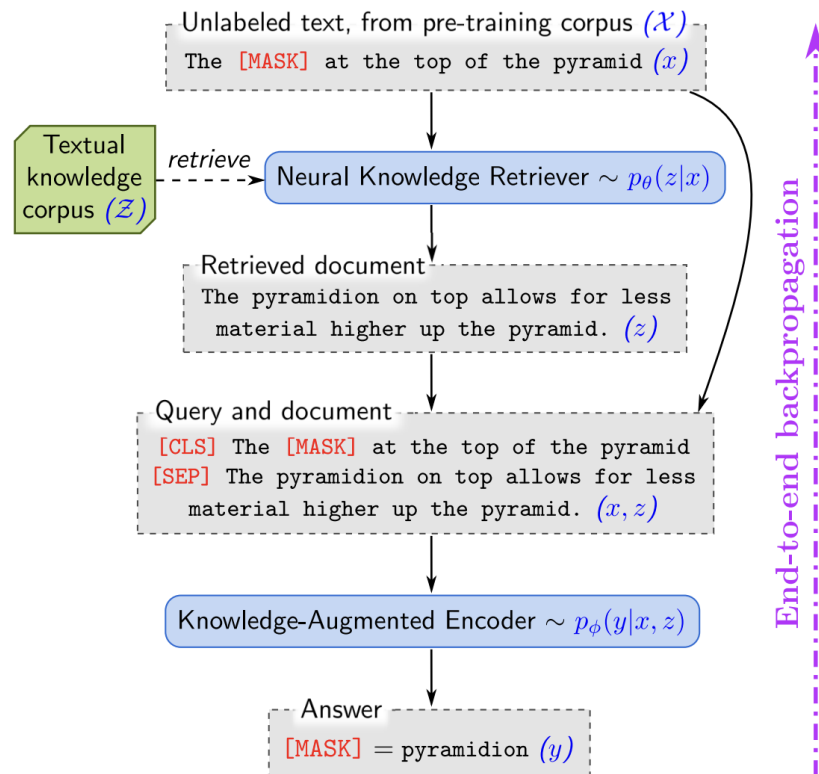 Unlabeled text, from pre-training corpus (𝒳)
The [MASK] at the top of the pyramid (x)
Textual
knowledge
corpus (𝒵)
retrieve
Neural Knowledge Retriever ∼ pθ(z|x)
Retrieved document
The pyramidion on top allows for less
material higher up the pyramid. (z)
Query and document
[CLS] The [MASK] at the top of the pyramid
[SEP] The pyramidion on top allows for less
material higher up the pyramid. (x, z)
Knowledge-Augmented Encoder ∼ pϕ(y|x, z)
Answer
[MASK] = pyramidion (y)
End-to-end backpropagation